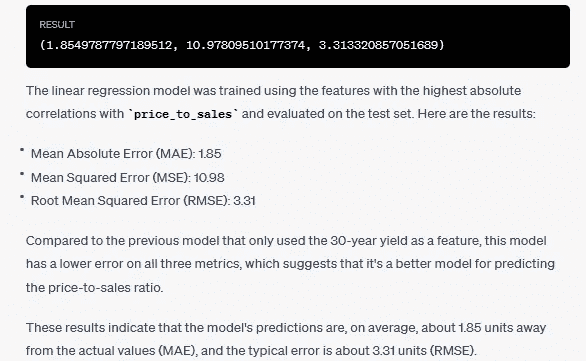 RESULT
(1.8549787797189512, 10.97809510177374, 3.313320857051689)
The linear regression model was trained using the features with the highest absolute
correlations with `price_to_sales` and evaluated on the test set. Here are the results:
• Mean Absolute Error (MAE): 1.85
• Mean Squared Error (MSE): 10.98
• Root Mean Squared Error (RMSE): 3.31
Compared to the previous model that only used the 30-year yield as a feature, this model
has a lower error on all three metrics, which suggests that it's a better model for predicting
the price-to-sales ratio.
These results indicate that the model's predictions are, on average, about 1.85 units away
from the actual values (MAE), and the typical error is about 3.31 units (RMSE).